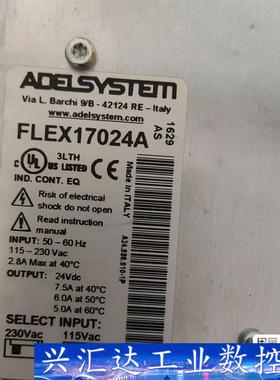 ADELSYSTEM
Via L. Barchi 9/B - 42124 RE – Italy
www.adelsystem.com
FLEX17024A
1629
AS
3LTH
C UL US LISTED CE
IND. CONT. EQ
Risk of electrical
shock do not open
Read instruction
manual
Made in ITALY
INPUT: 50 – 60 Hz
115 – 230 Vac
2.8A Max at 40°C
OUTPUT: 24Vdc
7.5A at 40°C
6.0A at 50°C
5.0A at 60°C
SELECT INPUT:
230Vac 115Vac
兴汇达工业数控